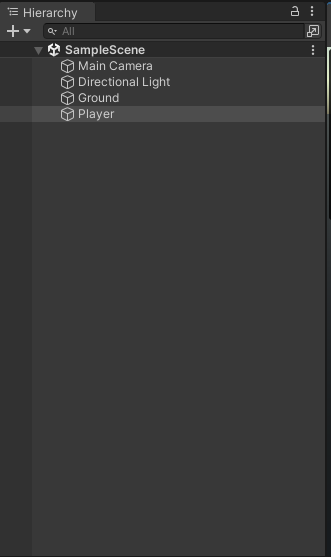 Hierarchy
All
SampleScene
Main Camera
Directional Light
Ground
Player